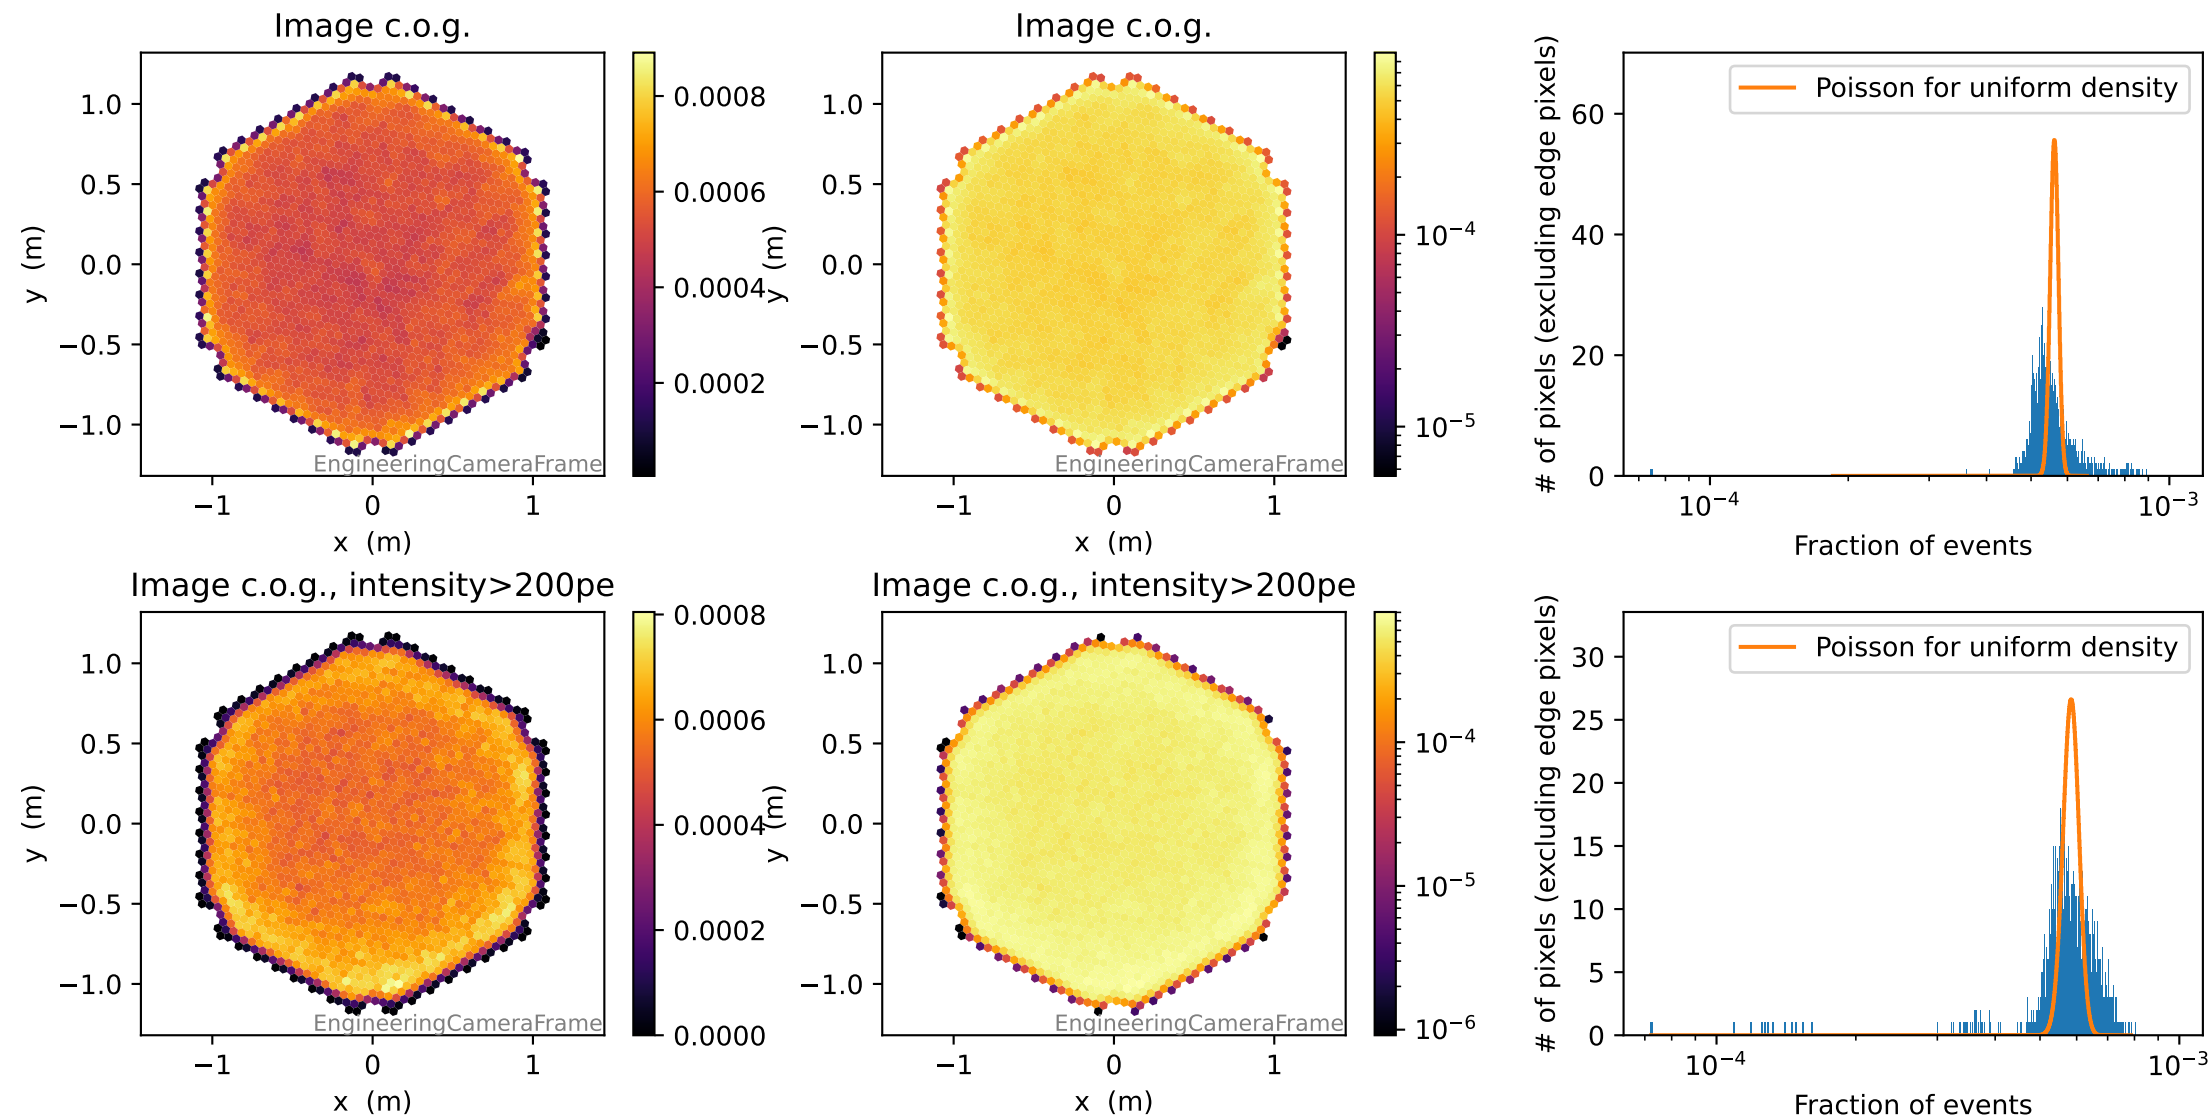 Image c.o.g.
1.0
0.5
0.0
−0.5
−1.0
y (m)
−1
0
1
x (m)
EngineeringCameraFrame
0.0008
0.0006
0.0004
0.0002
Image c.o.g.
1.0
0.5
0.0
−0.5
−1.0
y (m)
−1
0
1
x (m)
EngineeringCameraFrame
10−4
10−5
# of pixels (excluding edge pixels)
60
40
20
0
Poisson for uniform density
10−4
10−3
Fraction of events
Image c.o.g., intensity>200pe
1.0
0.5
0.0
−0.5
−1.0
y (m)
−1
0
1
x (m)
EngineeringCameraFrame
0.0008
0.0006
0.0004
0.0002
0.0000
Image c.o.g., intensity>200pe
1.0
0.5
0.0
−0.5
−1.0
y (m)
−1
0
1
x (m)
EngineeringCameraFrame
10−4
10−5
10−6
# of pixels (excluding edge pixels)
30
25
20
15
10
5
0
Poisson for uniform density
10−4
10−3
Fraction of events